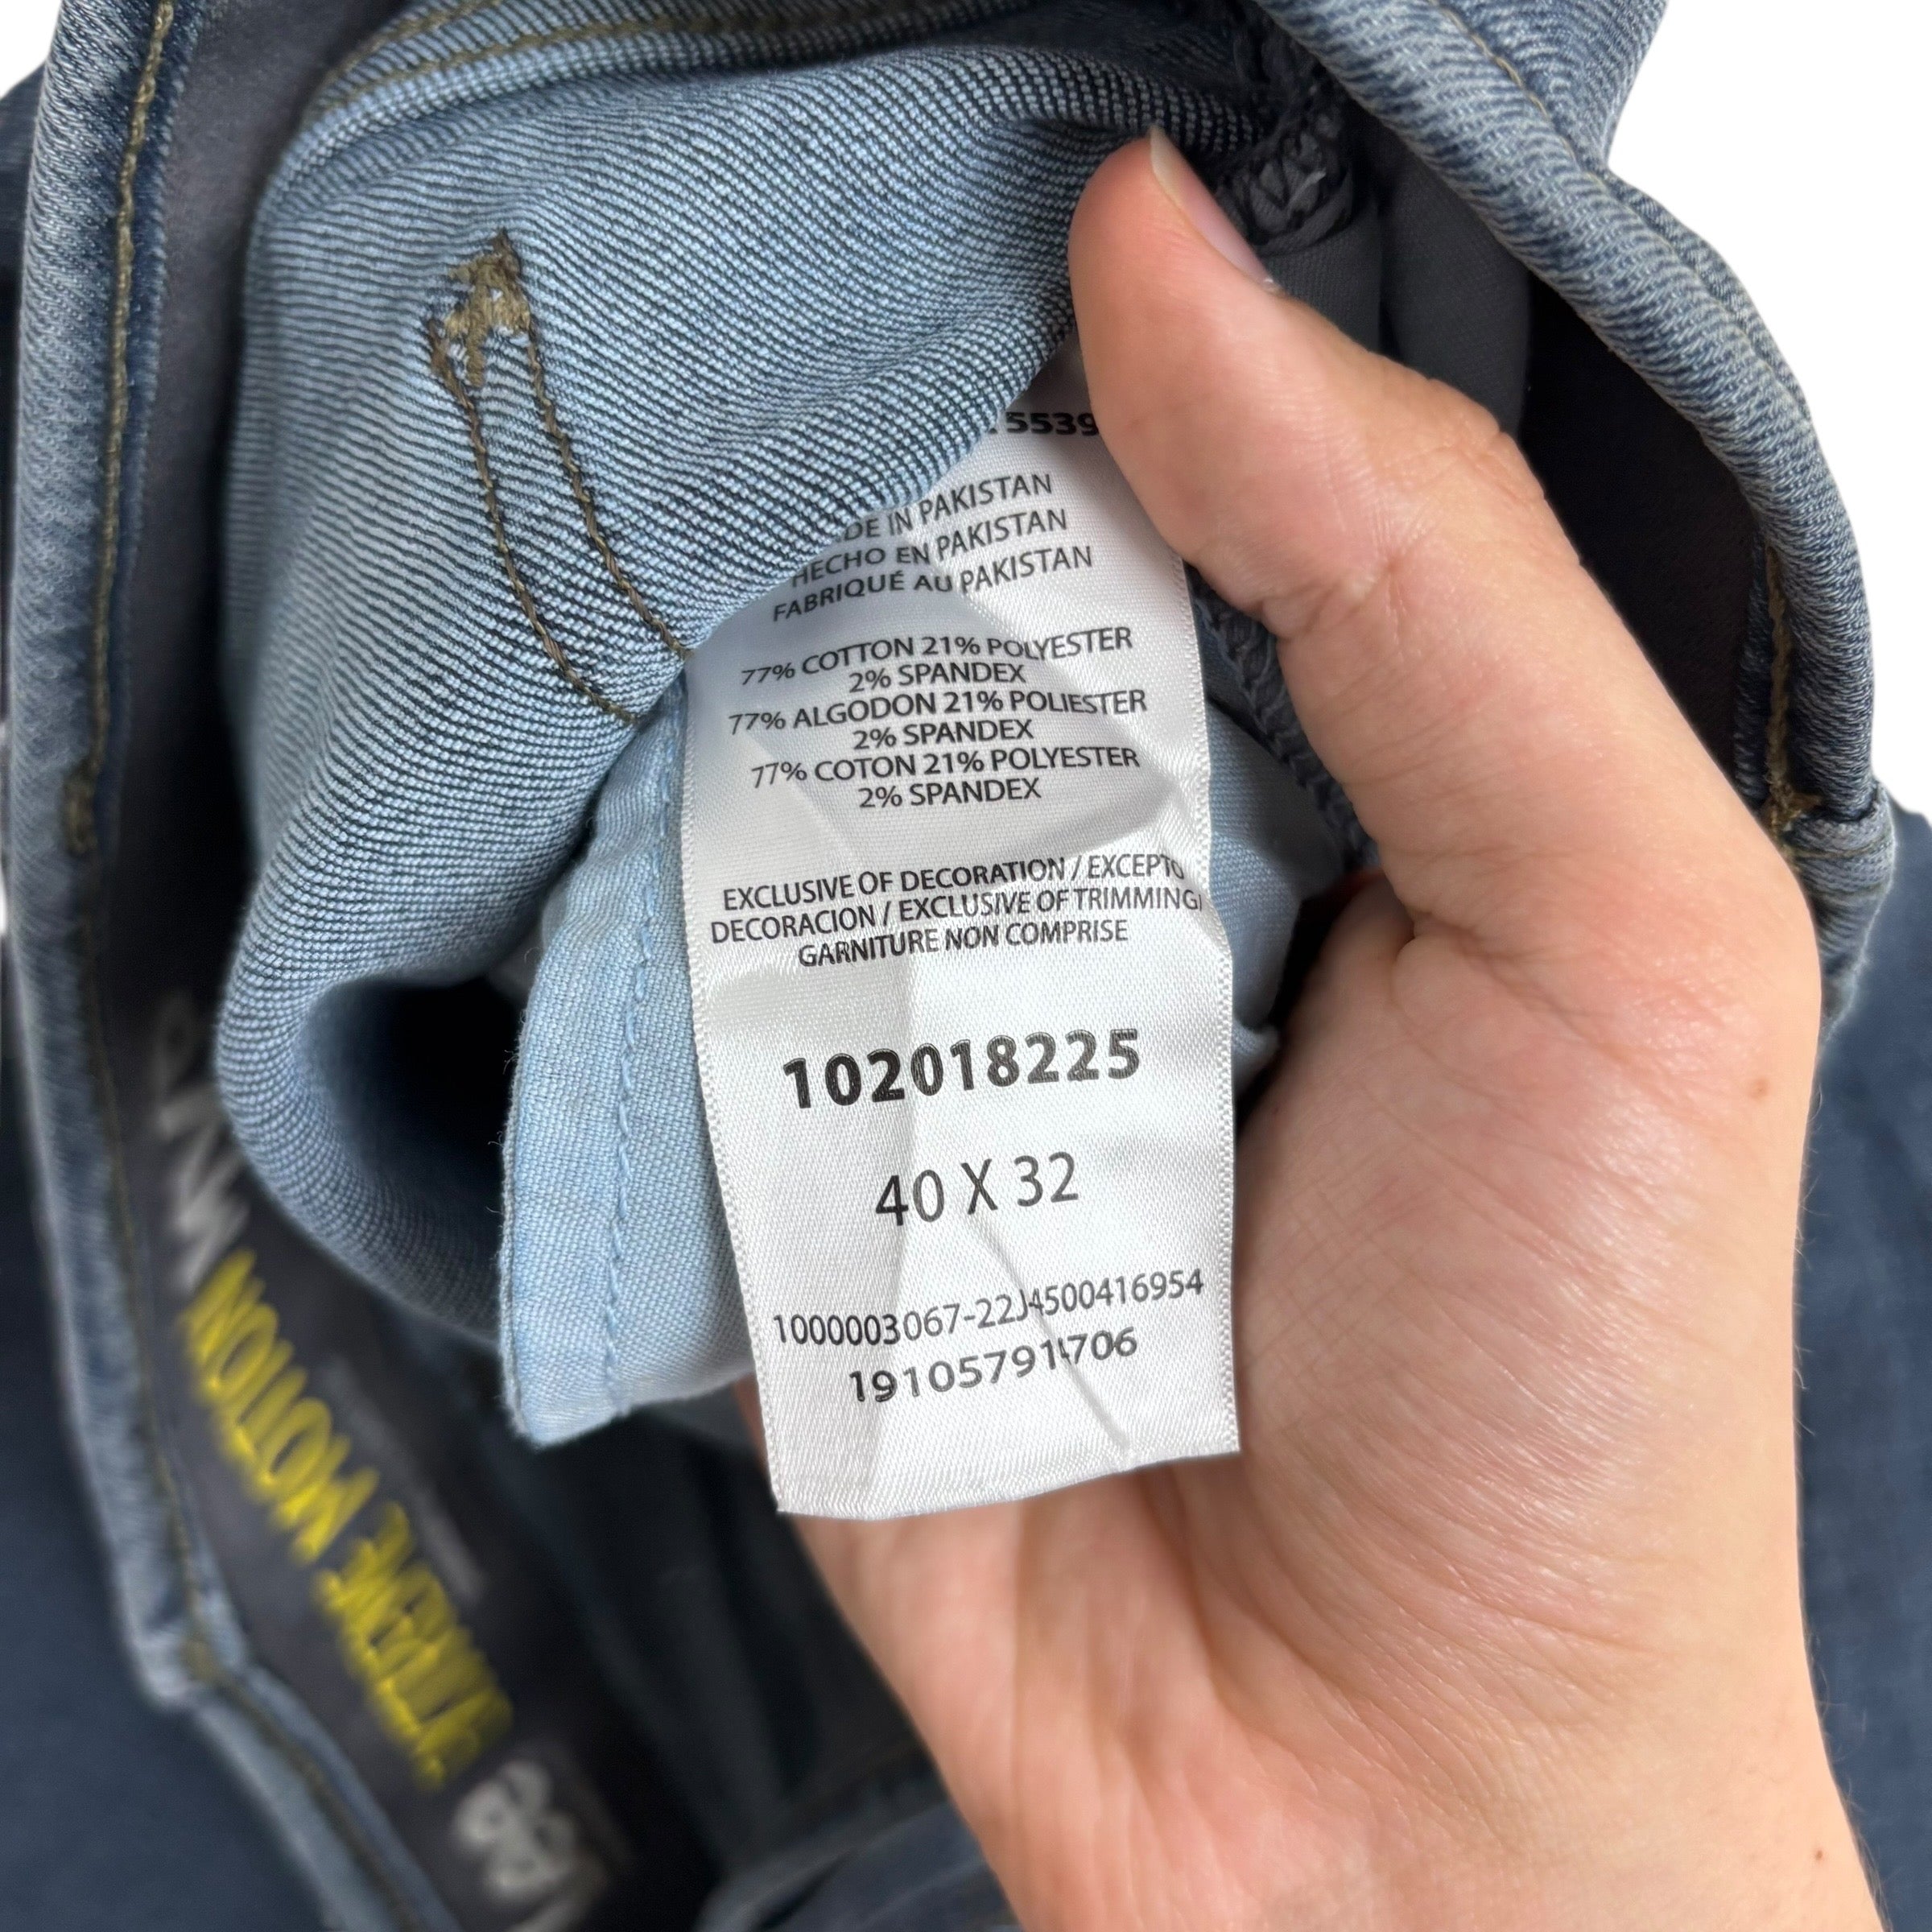 5539
DE IN PAKISTAN
HECHO EN PAKISTAN
FABRIQUÉ AU PAKISTAN
77% COTTON 21% POLYESTER
2% SPANDEX
77% ALGODON 21% POLIESTER
2% SPANDEX
77% COTON 21% POLYESTER
2% SPANDEX
EXCLUSIVE OF DECORATION / EXCEPTO
DECORACION / EXCLUSIVE OF TRIMMING/
GARNITURE NON COMPRISE
102018225
40 X 32
1000003067-22J4500416954
191057914706
MOTION